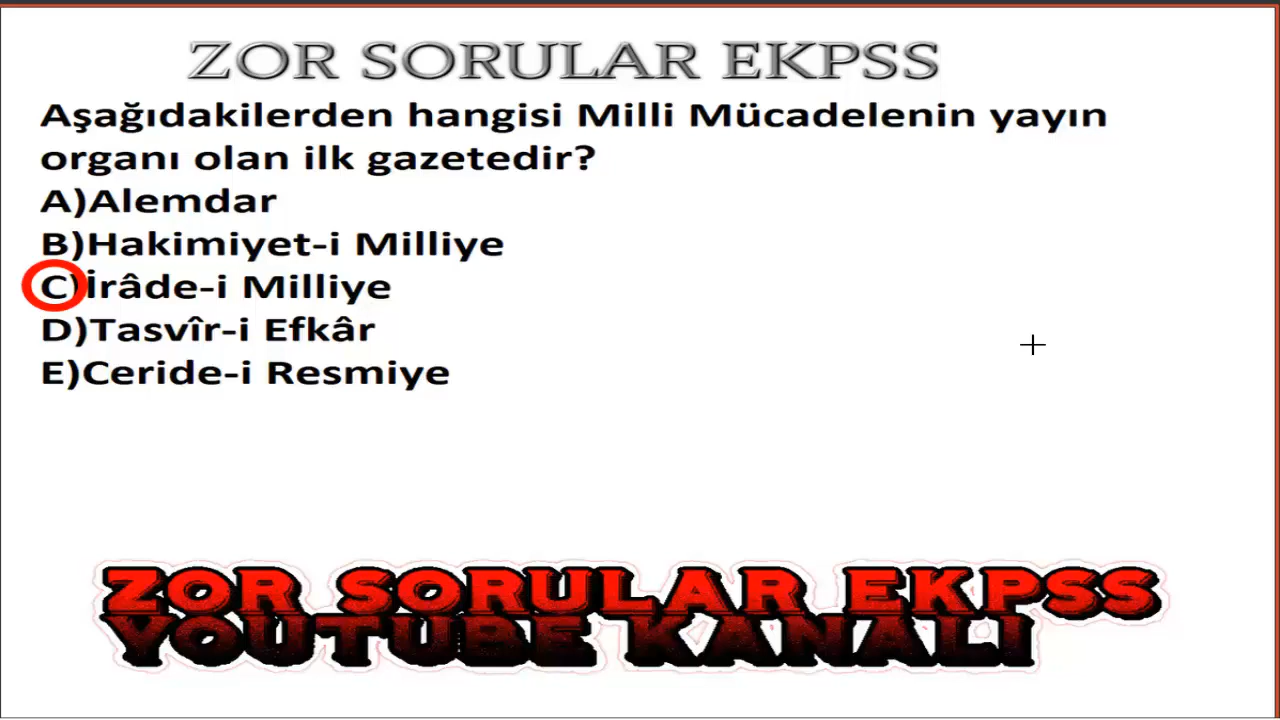 ZOR SORULAR EKPSS
Aşağıdakilerden hangisi Milli Mücadelenin yayın
organı olan ilk gazetedir?
A)Alemdar
B)Hakimiyet-i Milliye
C)İrâde-i Milliye
D)Tasvîr-i Efkâr
E)Ceride-i Resmiye
ZOR SORULAR EKPSS
YOUTUBE KANALI